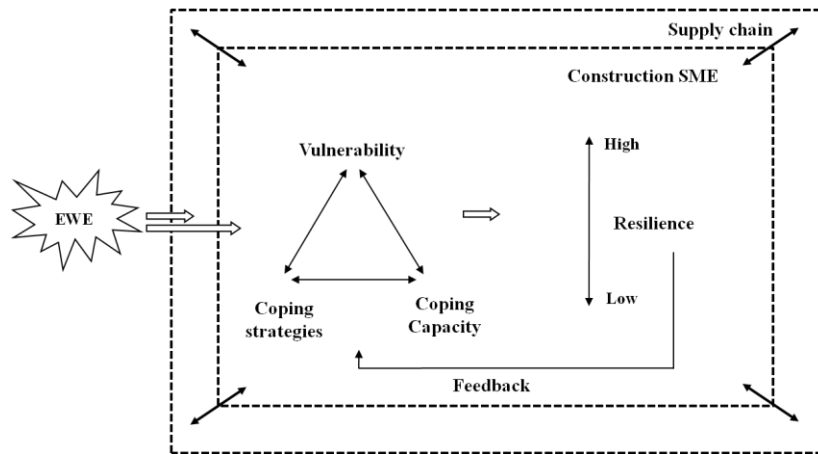 Supply chain
Construction SME
Vulnerability
High
EWE
Resilience
Low
Coping
strategies
Coping
Capacity
Feedback